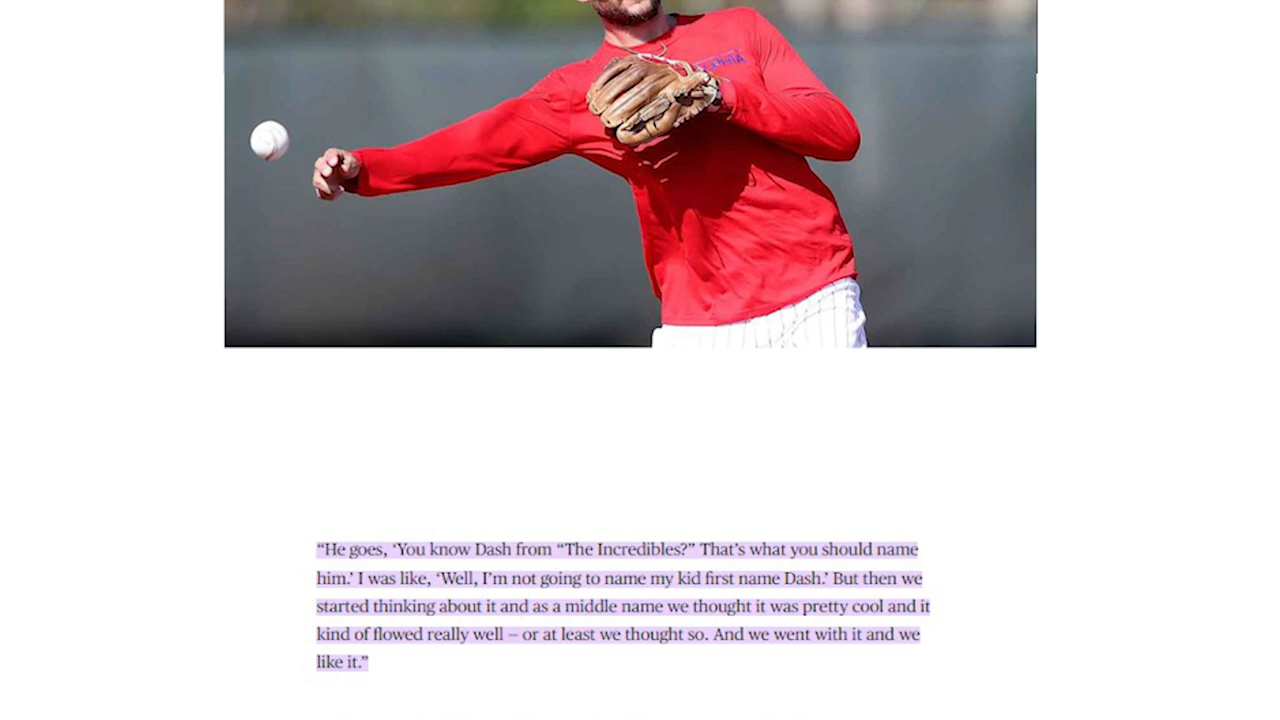 “He goes, ‘You know Dash from “The Incredibles?” That’s what you should name
him.’ I was like, ‘Well, I’m not going to name my kid first name Dash.’ But then we
started thinking about it and as a middle name we thought it was pretty cool and it
kind of flowed really well – or at least we thought so. And we went with it and we
like it.”